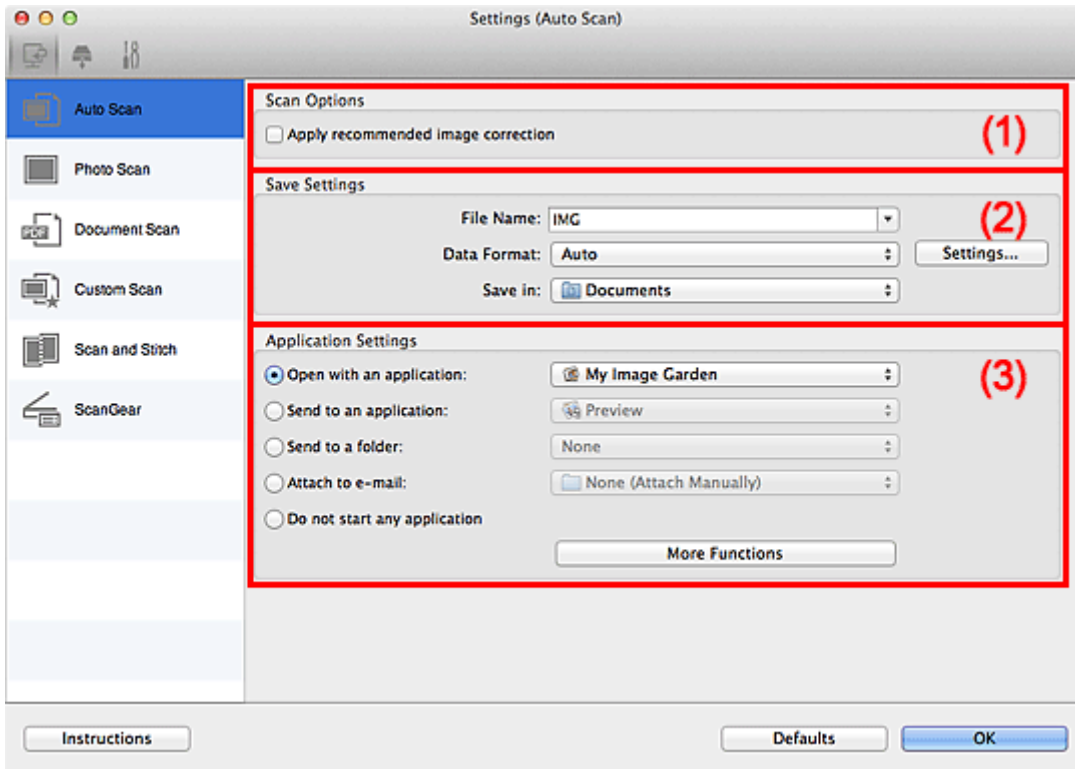 Settings (Auto Scan)
Auto Scan
Photo Scan
PDF
Document Scan
Custom Scan
Scan and Stitch
ScanGear
Scan Options
Apply recommended image correction
(1)
Save Settings
(2)
File Name: IMG
Data Format: Auto
Settings...
Save in: Documents
Application Settings
(3)
Open with an application: My Image Garden
Send to an application: Preview
Send to a folder: None
Attach to e-mail: None (Attach Manually)
Do not start any application
More Functions
Instructions
Defaults
OK